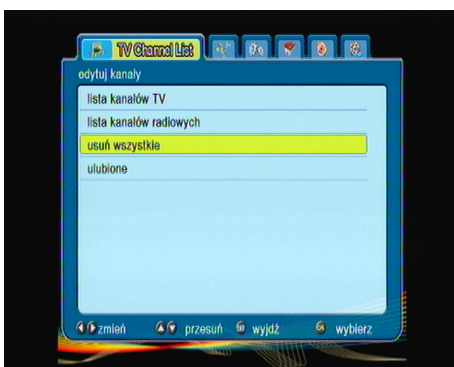 TV Channel List
edytuj kanały
lista kanałów TV
lista kanałów radiowych
usuń wszystkie
ulubione
zmień przesuń wyjdź wybierz